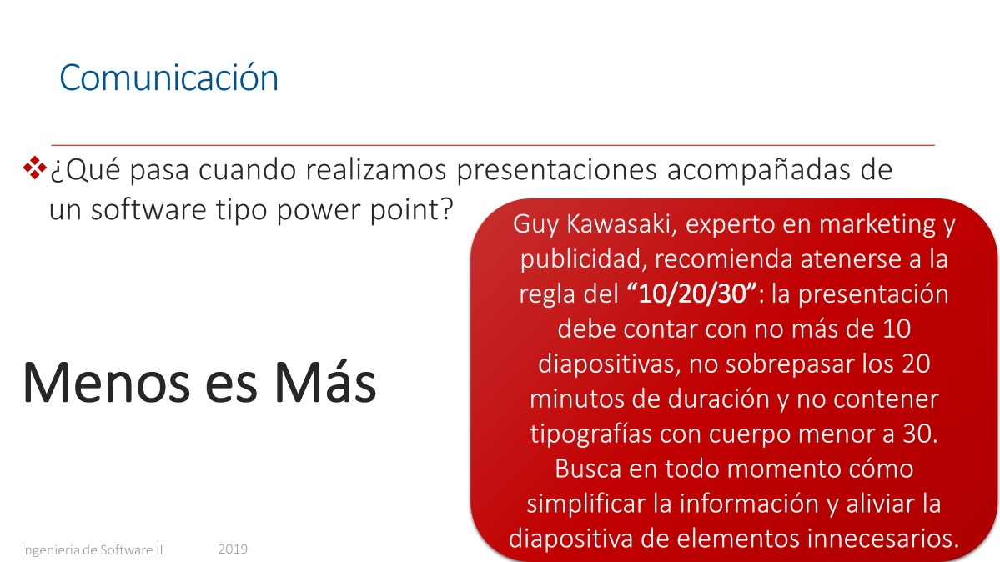 Comunicación
❖¿Qué pasa cuando realizamos presentaciones acompañadas de
un software tipo power point?
Guy Kawasaki, experto en marketing y
publicidad, recomienda atenerse a la
regla del “10/20/30”: la presentación
debe contar con no más de 10
diapositivas, no sobrepasar los 20
minutos de duración y no contener
tipografías con cuerpo menor a 30.
Busca en todo momento cómo
simplificar la información y aliviar la
diapositiva de elementos innecesarios.
Menos es Más
Ingenieria de Software II
2019